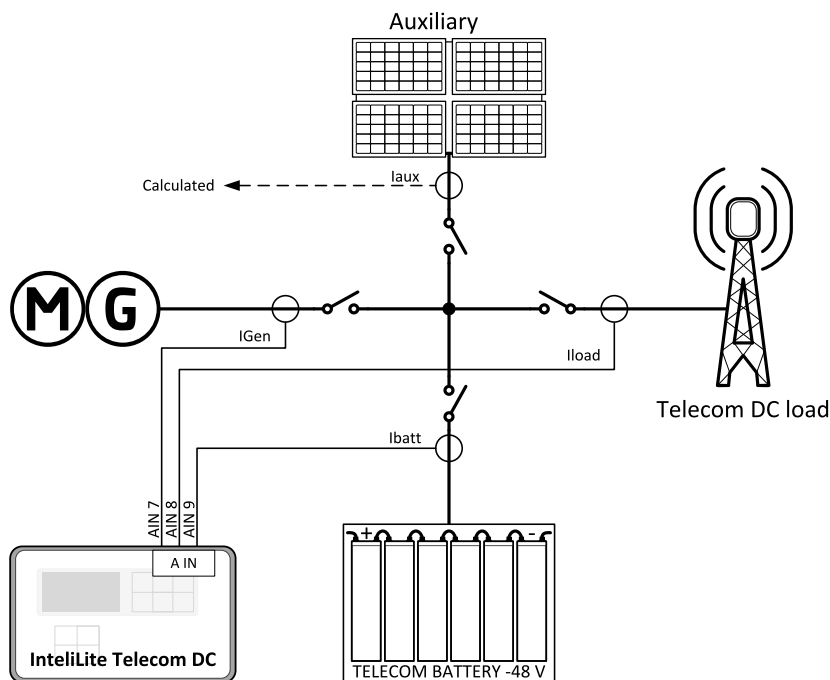 Auxiliary
Iaux
Calculated
M G
IGen
Iload
Telecom DC load
Ibatt
AIN 7
AIN 8
AIN 9
+ -
A IN
InteliLite Telecom DC
TELECOM BATTERY -48 V